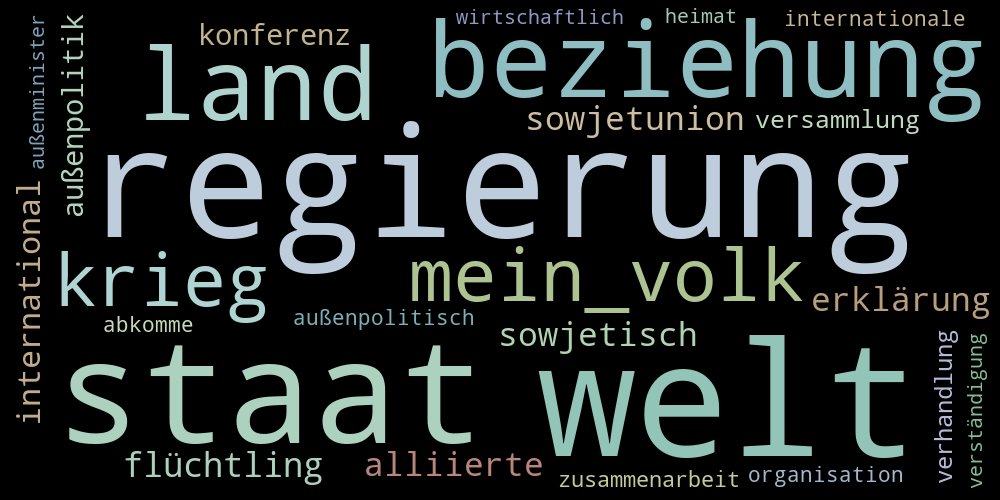 wirtschaftlich
heimat
internationale
konferenz
land
beziehung
außenminister
außenpolitik
sowjetunion
versammlung
regierung
international
krieg
mein_volk
erklärung
abkomme
außenpolitisch
sowjetisch
staat
welt
verhandlung
verständigung
flüchtling
alliierte
zusammenarbeit
organisation